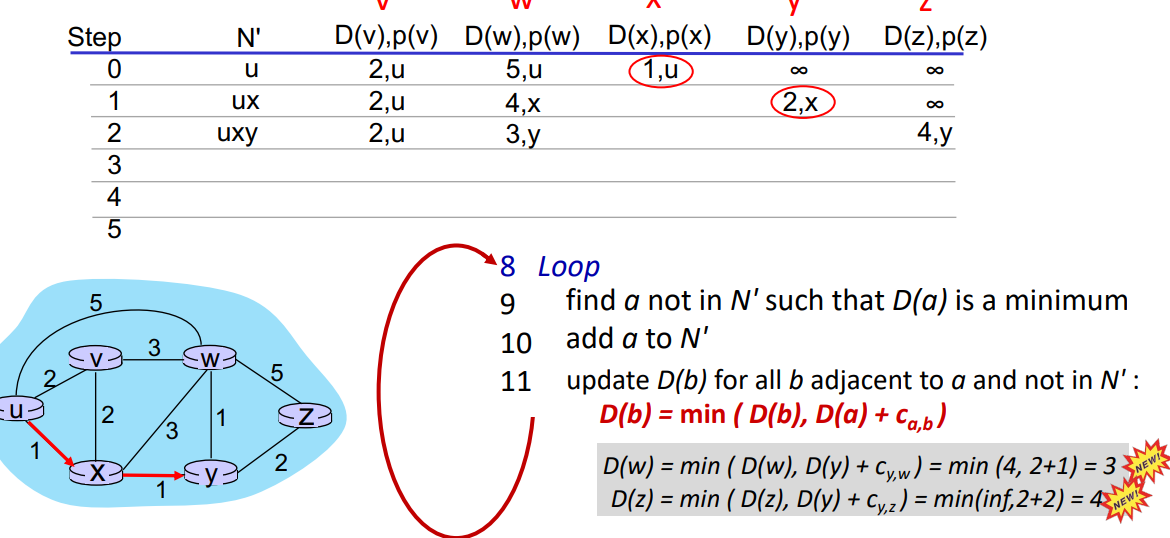 v w x y z
Step N' D(v),p(v) D(w),p(w) D(x),p(x) D(y),p(y) D(z),p(z)
0 u 2,u 5,u 1,u ∞ ∞
1 ux 2,u 4,x 2,x ∞
2 uxy 2,u 3,y 4,y
3
4
5
8 Loop
9 find a not in N' such that D(a) is a minimum
10 add a to N'
11 update D(b) for all b adjacent to a and not in N' :
D(b) = min ( D(b), D(a) + ca,b )
D(w) = min ( D(w), D(y) + cy,w ) = min (4, 2+1) = 3 NEW!
D(z) = min ( D(z), D(y) + cy,z ) = min(inf,2+2) = 4 NEW!
5
v 3 w
2 5
u 2 1 z
3
1 2
x y
1